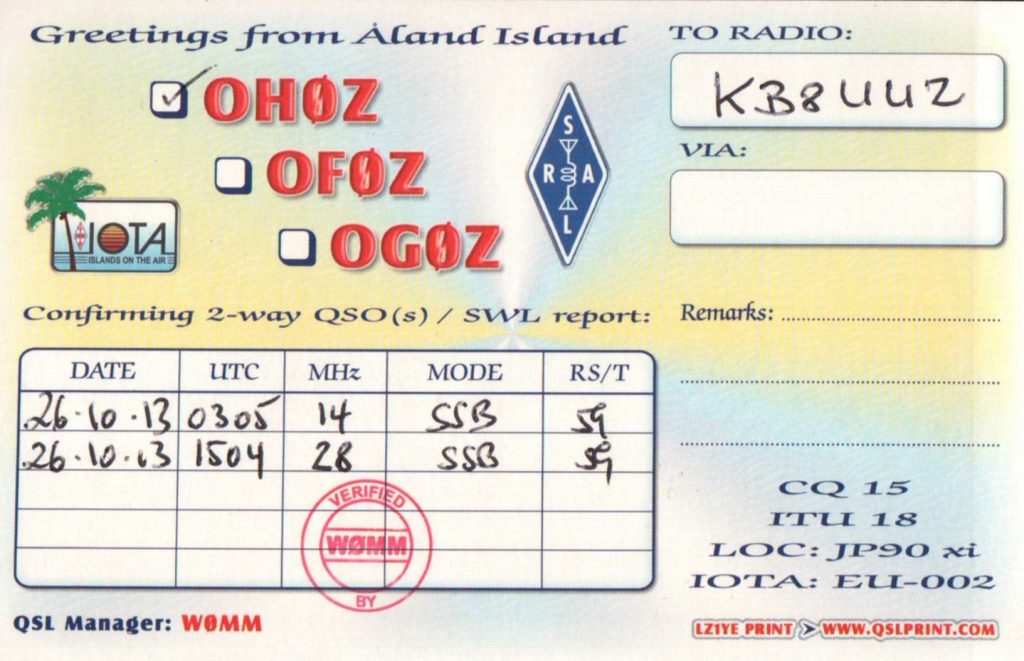 Greetings from Åland Island
OHØZ
OFØZ
OGØZ
IOTA
ISLANDS ON THE AIR
S
R A
L
TO RADIO:
KB8UUZ
VIA:
Confirming 2-way QSO(s) / SWL report:
DATE UTC MHz MODE RS/T
26.10.13 0305 14 SSB 59
26.10.13 1504 28 SSB 59
VERIFIED
WØMM
BY
Remarks:
CQ 15
ITU 18
LOC: JP90 xi
IOTA: EU-002
QSL Manager: WØMM
LZ1YE PRINT > WWW.QSLPRINT.COM